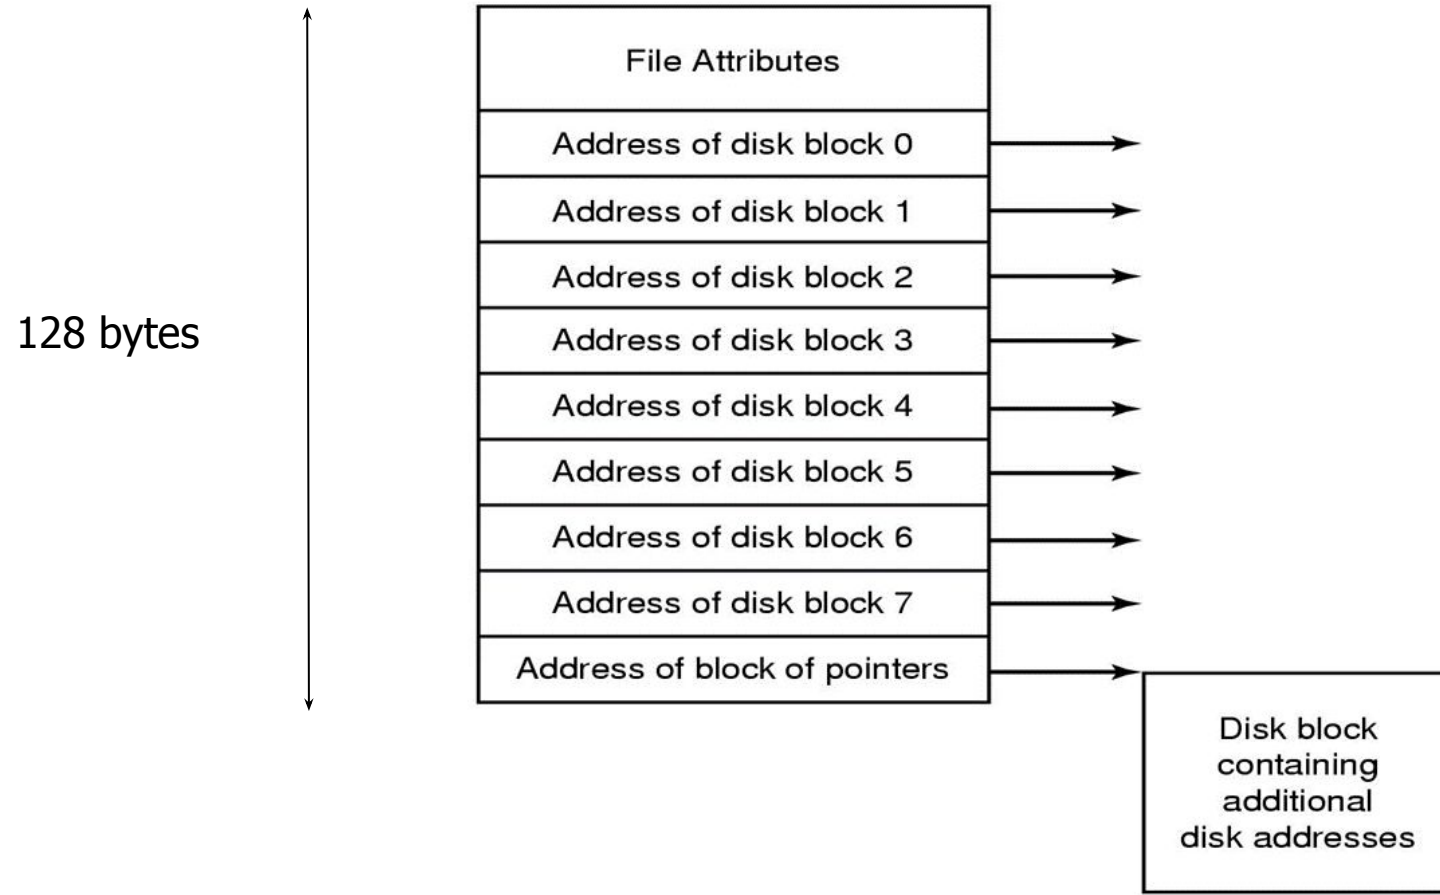 File Attributes
Address of disk block 0
Address of disk block 1
Address of disk block 2
128 bytes
Address of disk block 3
Address of disk block 4
Address of disk block 5
Address of disk block 6
Address of disk block 7
Address of block of pointers
Disk block
containing
additional
disk addresses